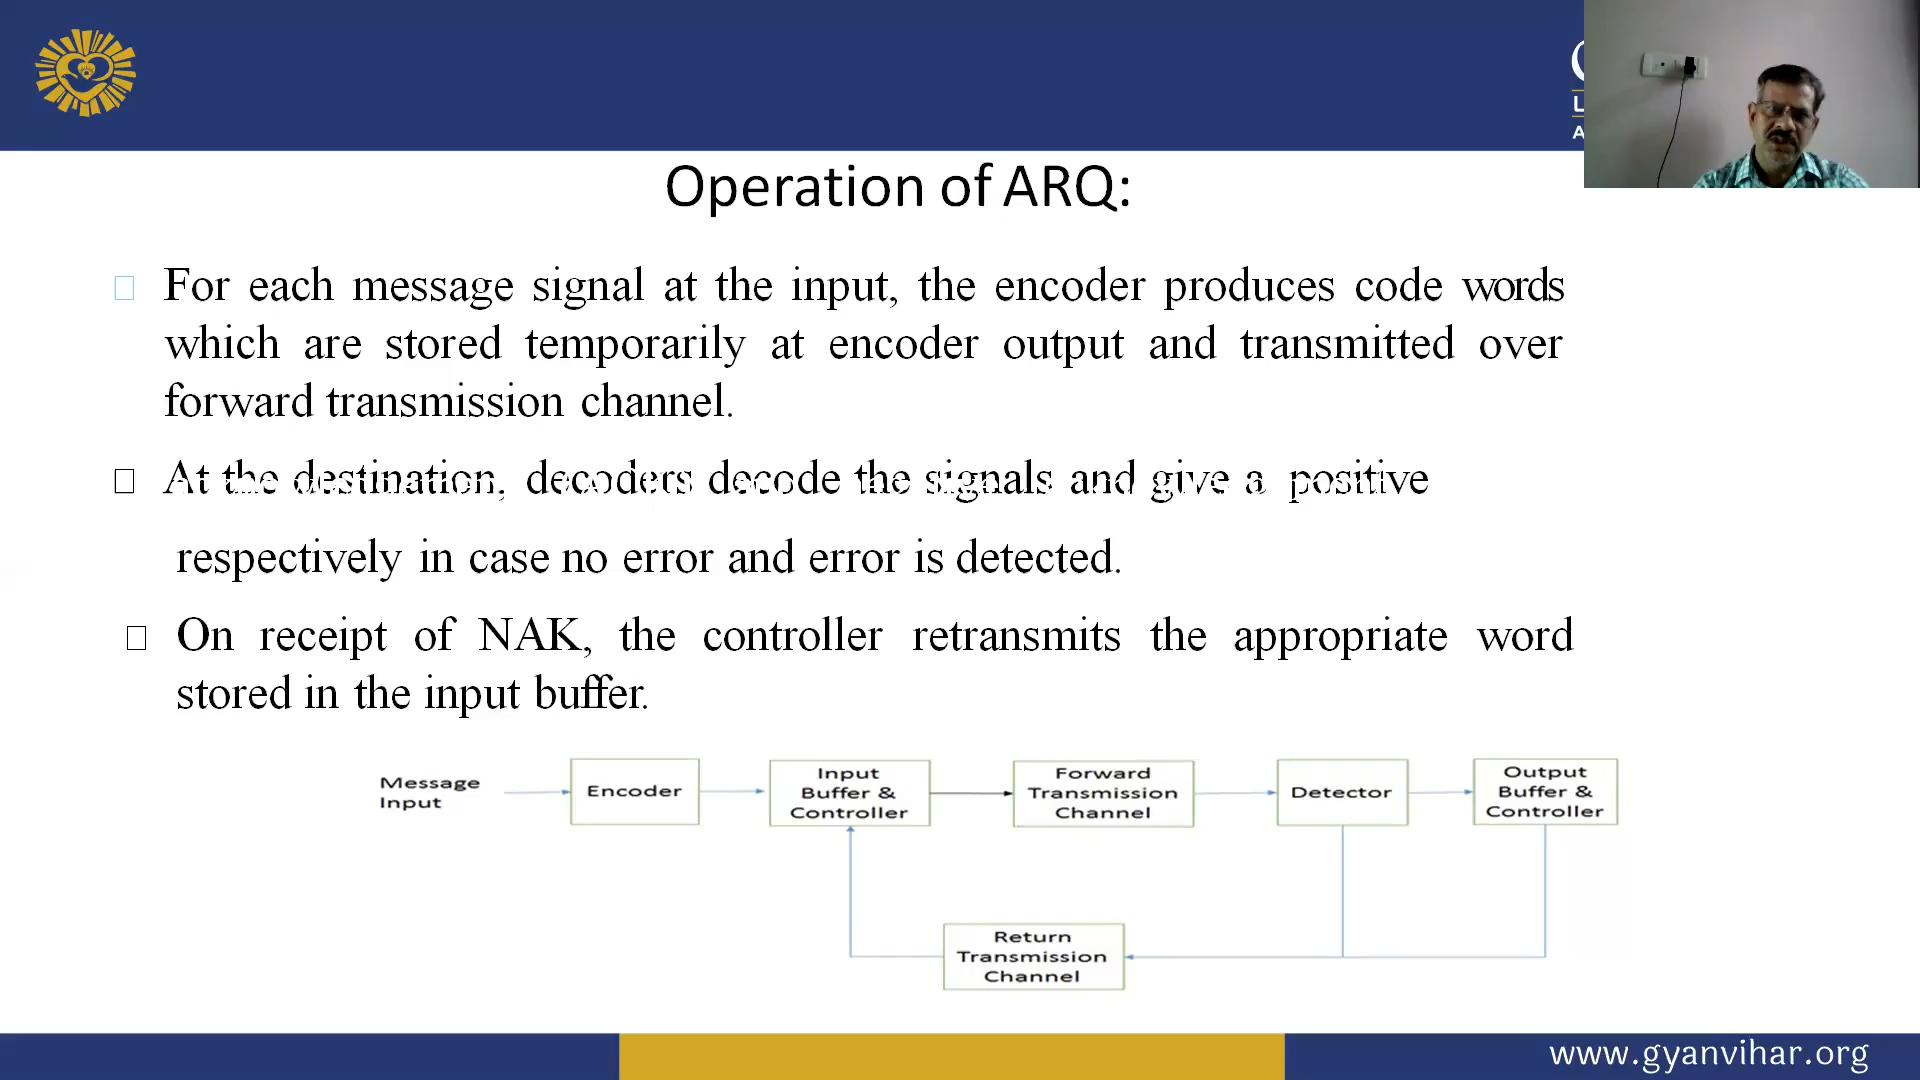 Operation of ARQ:
For each message signal at the input, the encoder produces code words
which are stored temporarily at encoder output and transmitted over
forward transmission channel.
At the destination, decoders decode the signals and give a positive
respectively in case no error and error is detected.
On receipt of NAK, the controller retransmits the appropriate word
stored in the input buffer.
Message
Input
Encoder
Input
Buffer &
Controller
Forward
Transmission
Channel
Detector
Output
Buffer &
Controller
Return
Transmission
Channel
www.gyanvihar.org